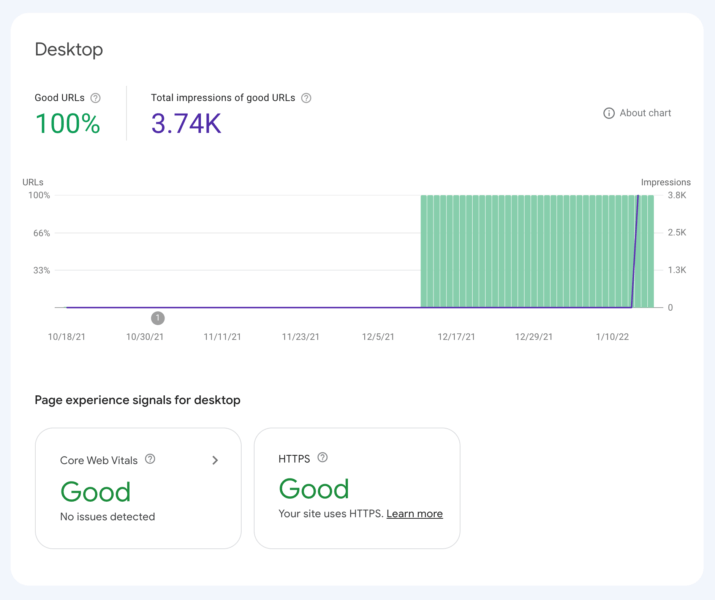 Desktop
Good URLs
100%
Total impressions of good URLs
3.74K
About chart
URLs
Impressions
100%
3.8K
66%
2.5K
33%
1.3K
0
1
10/18/21 10/30/21 11/11/21 11/23/21 12/5/21 12/17/21 12/29/21 1/10/22
Page experience signals for desktop
Core Web Vitals
Good
No issues detected
HTTPS
Good
Your site uses HTTPS. Learn more